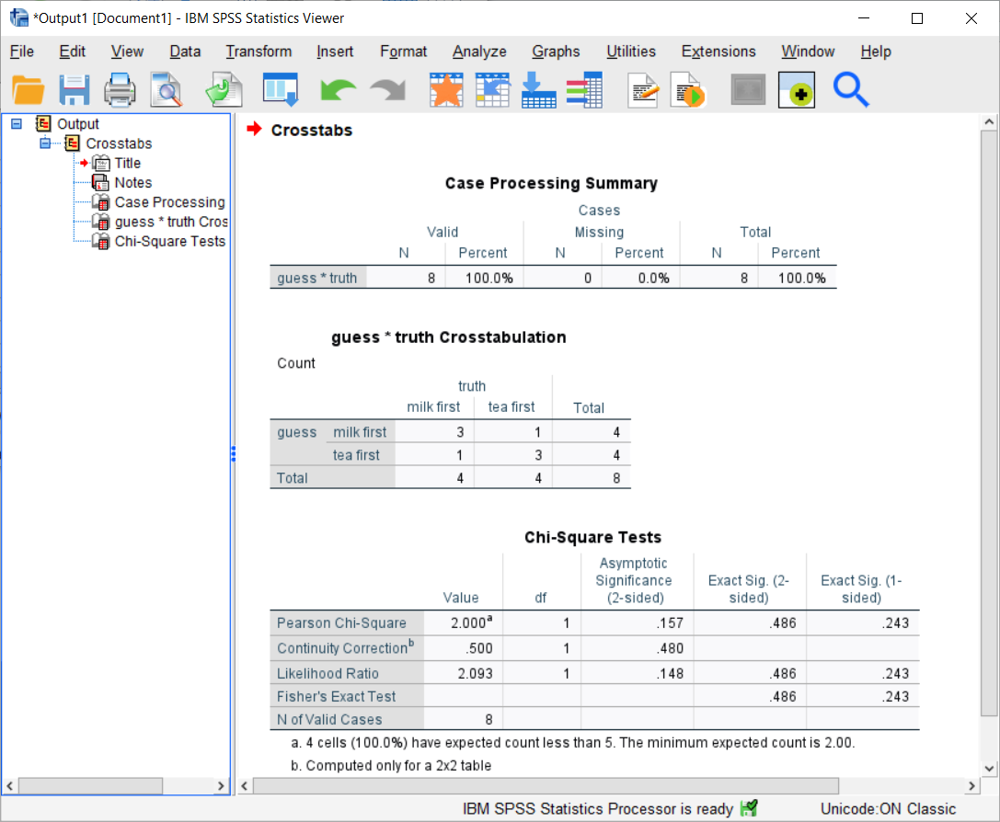 *Output1 [Document1] - IBM SPSS Statistics Viewer
File Edit View Data Transform Insert Format Analyze Graphs Utilities Extensions Window Help
Output
Crosstabs
Title
Notes
Case Processing
guess * truth Cros
Chi-Square Tests
Crosstabs
Case Processing Summary
Cases
Valid Missing Total
N Percent N Percent N Percent
guess * truth 8 100.0% 0 0.0% 8 100.0%
guess * truth Crosstabulation
Count
truth
milk first tea first Total
guess milk first 3 1 4
tea first 1 3 4
Total 4 4 8
Chi-Square Tests
Asymptotic
Significance Exact Sig. (2- Exact Sig. (1-
Value df (2-sided) sided) sided)
Pearson Chi-Square 2.000a 1 .157 .486 .243
Continuity Correctionb .500 1 .480
Likelihood Ratio 2.093 1 .148 .486 .243
Fisher's Exact Test .486 .243
N of Valid Cases 8
a. 4 cells (100.0%) have expected count less than 5. The minimum expected count is 2.00.
b. Computed only for a 2x2 table
IBM SPSS Statistics Processor is ready Unicode:ON Classic